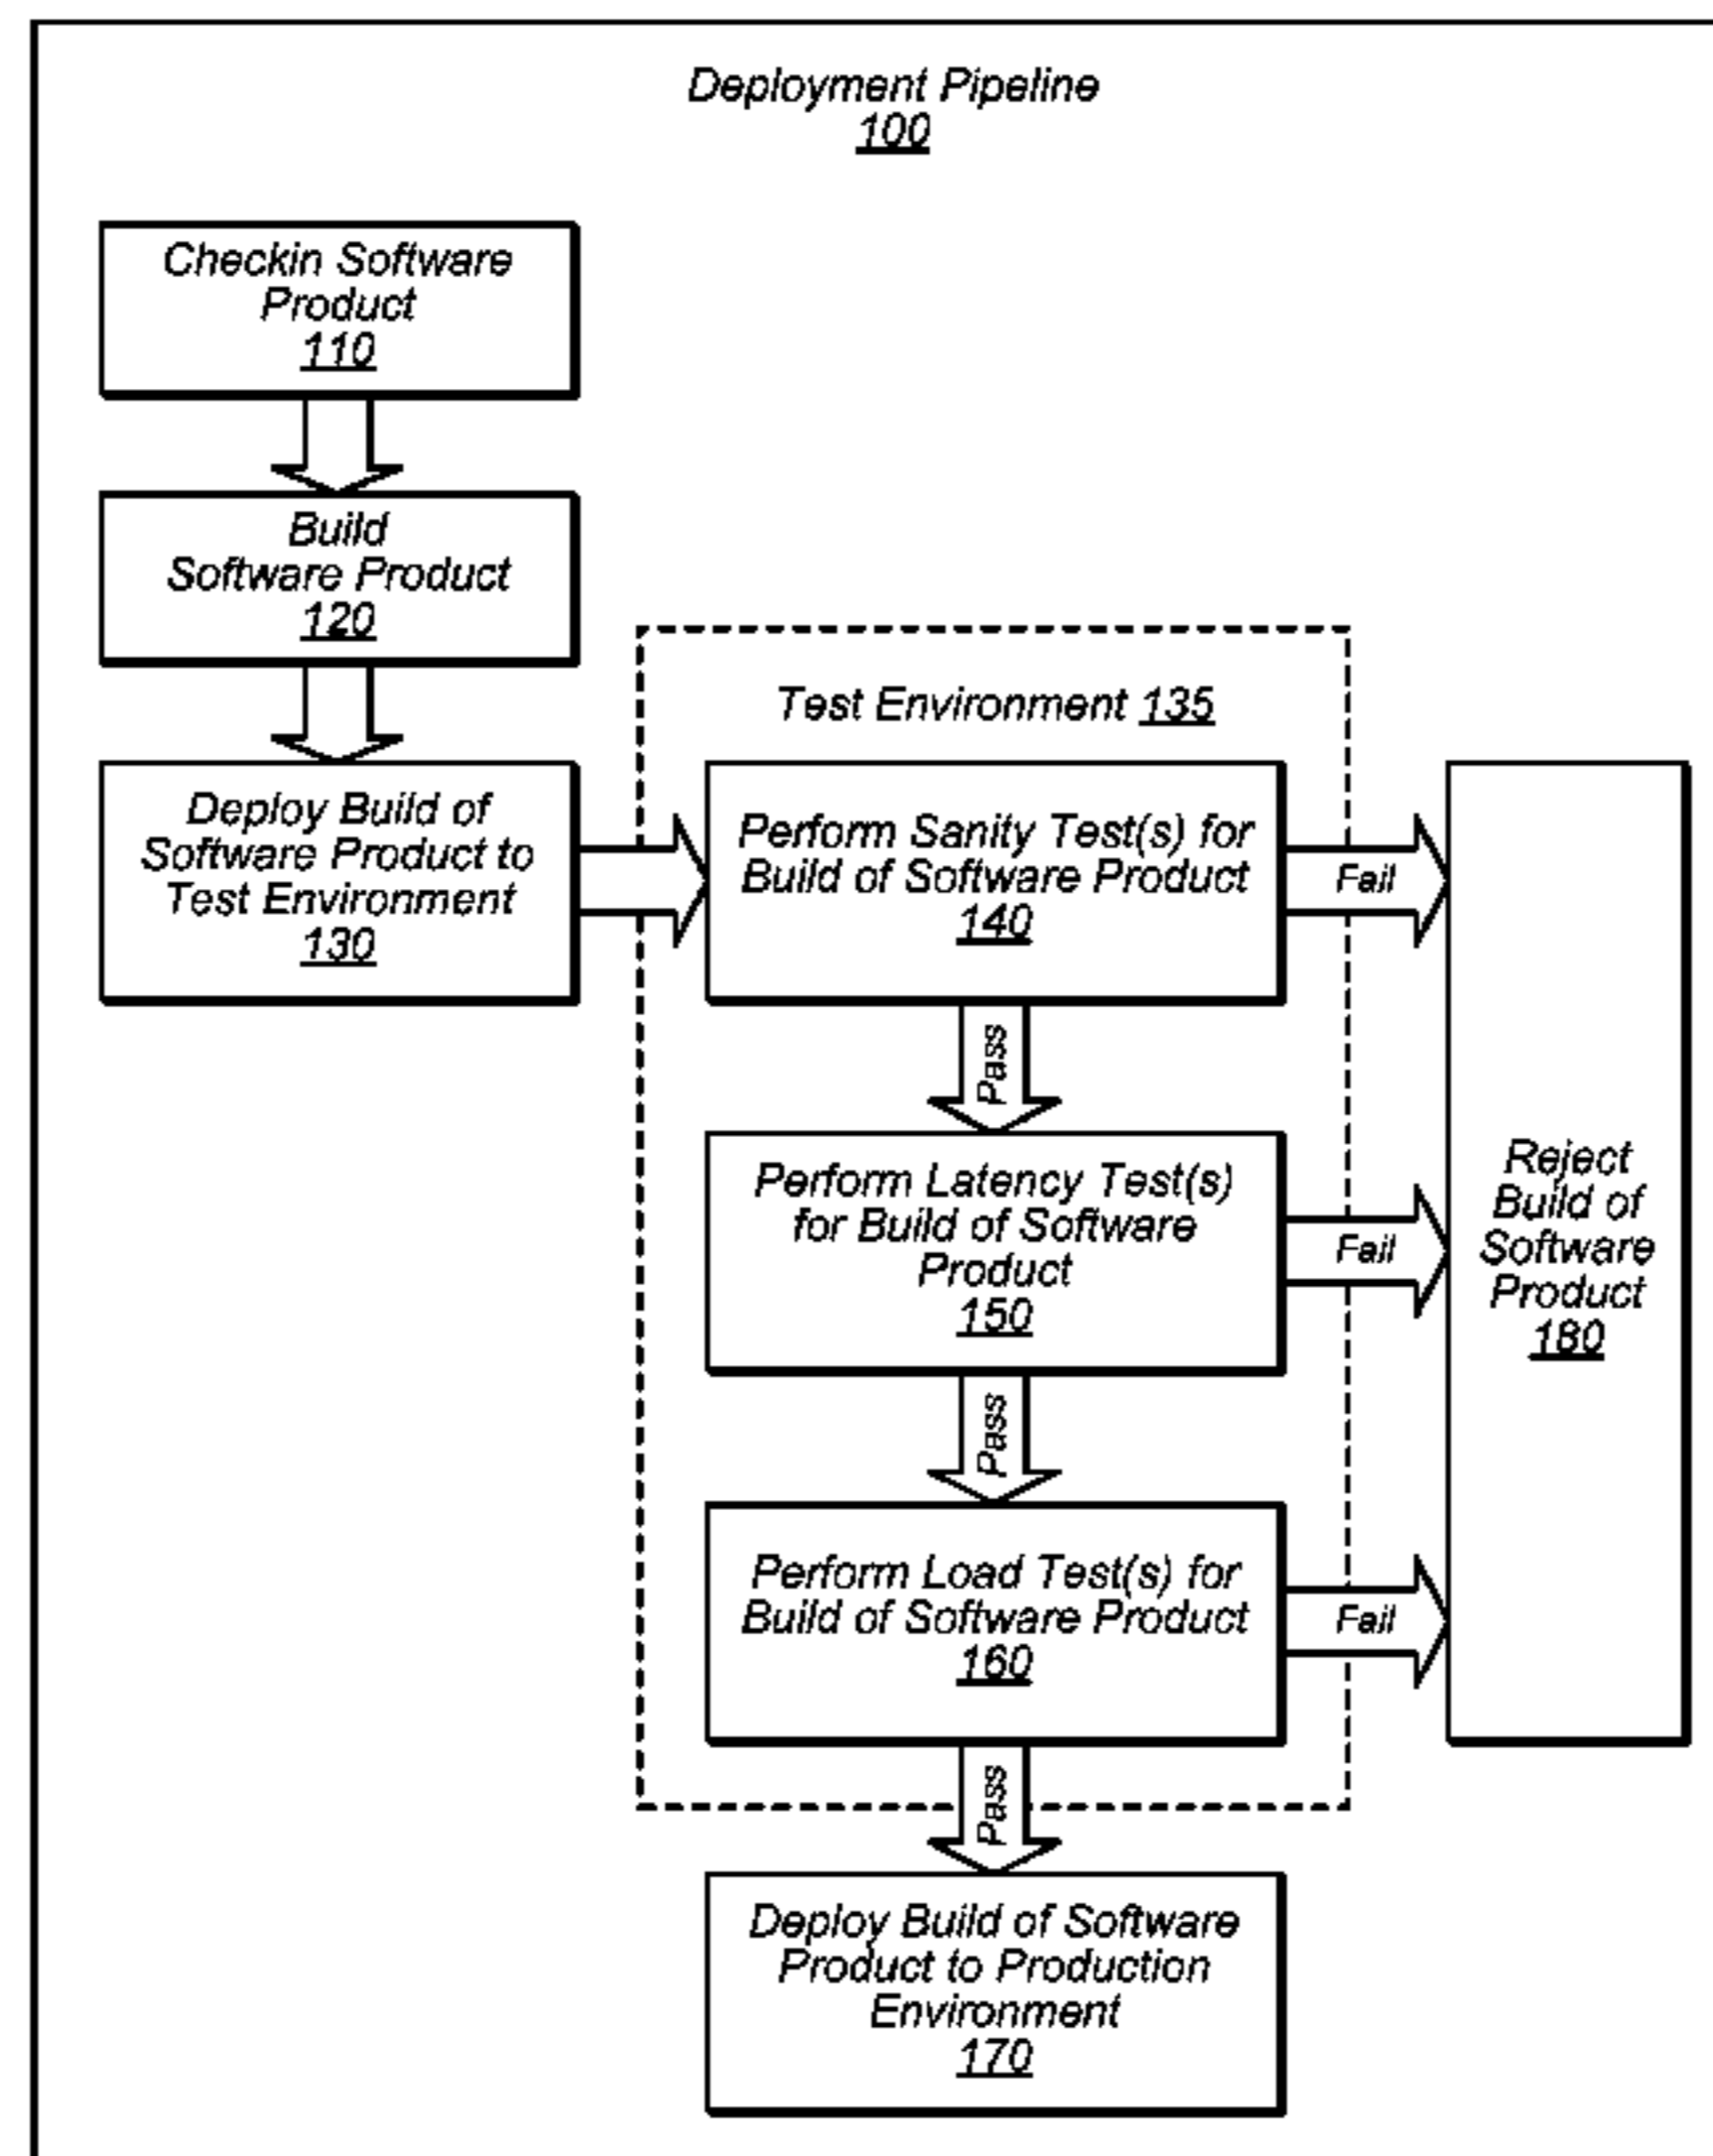 Deployment Pipeline
100
Checkin Software
Product
110
Build
Software Product
120
Deploy Build of
Software Product to
Test Environment
130
Test Environment 135
Perform Sanity Test(s) for
Build of Software Product
140
Fail
Pass
Perform Latency Test(s)
for Build of Software
Product
150
Fail
Pass
Perform Load Test(s) for
Build of Software Product
160
Fail
Pass
Reject
Build of
Software
Product
180
Deploy Build of Software
Product to Production
Environment
170